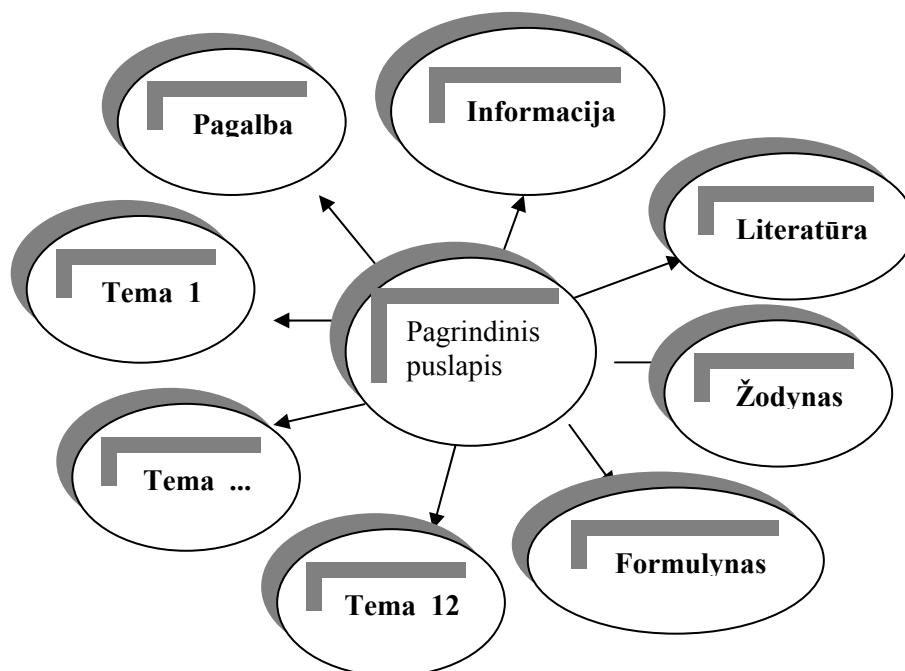 Pagalba
Informacija
Literatūra
Tema 1
Pagrindinis
puslapis
Žodynas
Tema ...
Formulynas
Tema 12